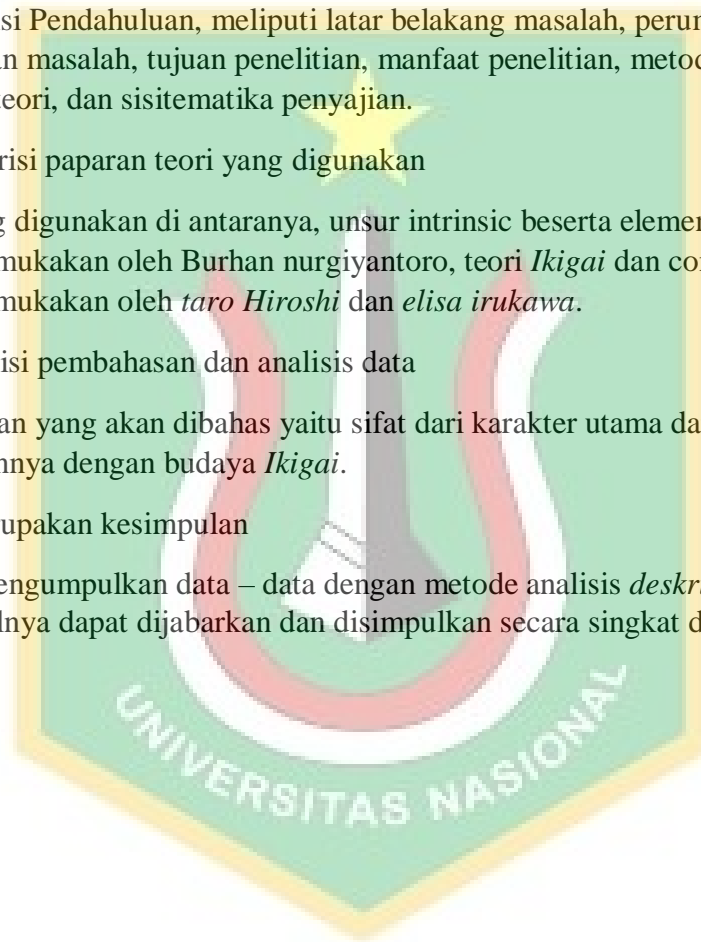 si Pendahuluan, meliputi latar belakang masalah, perun
n masalah, tujuan penelitian, manfaat penelitian, metod
teori, dan sisitematika penyajian.
risi paparan teori yang digunakan
g digunakan di antaranya, unsur intrinsic beserta elemen
mukakan oleh Burhan nurgiyantoro, teori Ikigai dan con
mukakan oleh taro Hiroshi dan elisa irukawa.
isi pembahasan dan analisis data
an yang akan dibahas yaitu sifat dari karakter utama da
nnya dengan budaya Ikigai.
upakan kesimpulan
engumpulkan data – data dengan metode analisis deskr
lnya dapat dijabarkan dan disimpulkan secara singkat d
UNIVERSITAS NASIONAL